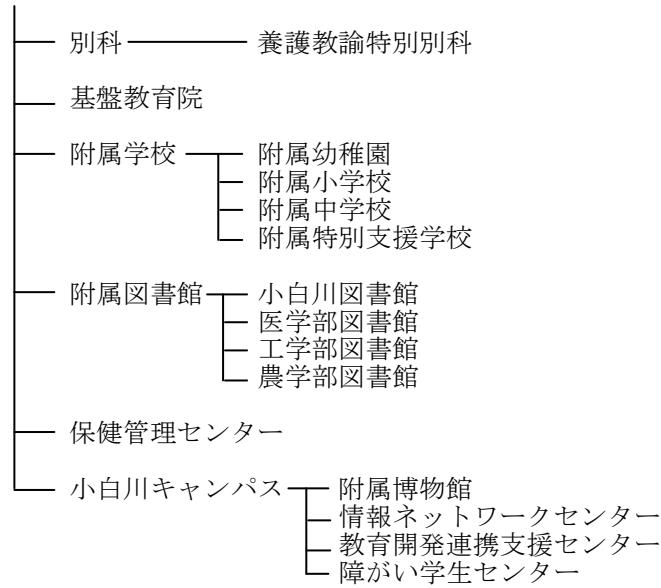 別科 養護教諭特別別科
基盤教育院
附属学校 附属幼稚園
附属小学校
附属中学校
附属特別支援学校
附属図書館 小白川図書館
医学部図書館
工学部図書館
農学部図書館
保健管理センター
小白川キャンパス 附属博物館
情報ネットワークセンター
教育開発連携支援センター
障がい学生センター